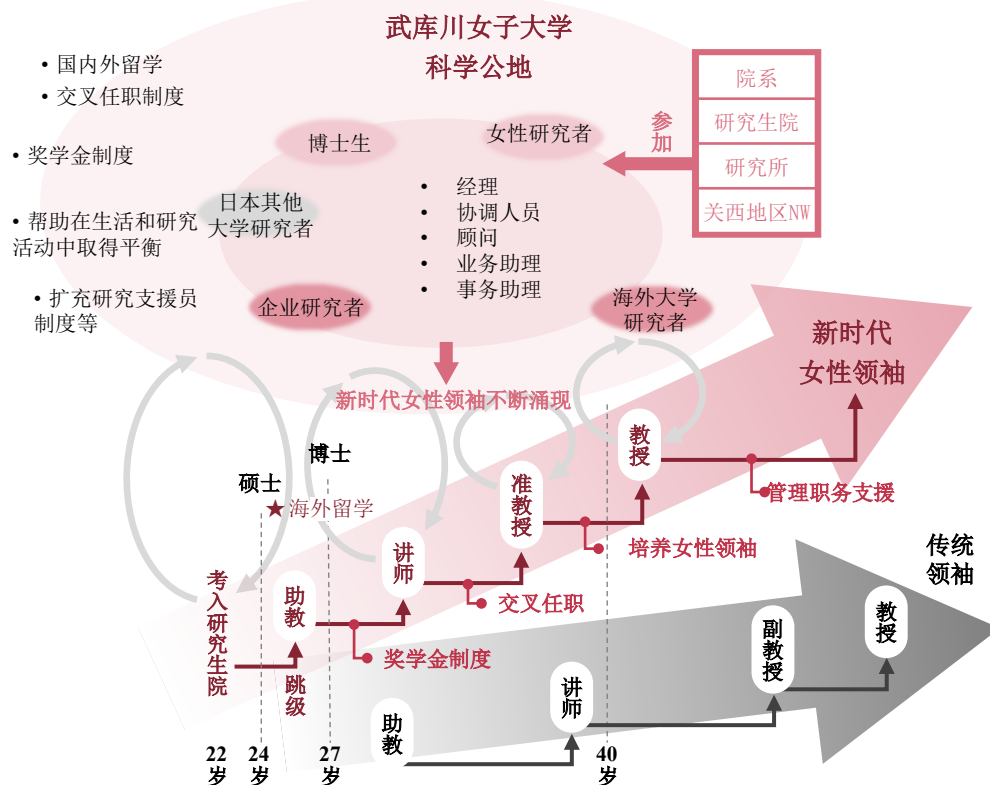 武库川女子大学
科学公地
• 国内外留学
• 交叉任职制度
• 奖学金制度
• 帮助在生活和研究
活动中取得平衡
• 扩充研究支援员
制度等
博士生
女性研究者
日本其他
大学研究者
企业研究者
海外大学
研究者
• 经理
• 协调人员
• 顾问
• 业务助理
• 事务助理
参加
院系
研究生院
研究所
关西地区NW
新时代女性领袖不断涌现
新时代
女性领袖
硕士
★海外留学
博士
考入研究生院
助教
跳级
讲师
准教授
教授
奖学金制度
交叉任职
培养女性领袖
管理职务支援
传统
领袖
助教
讲师
副教授
教授
22
岁
24
岁
27
岁
40
岁